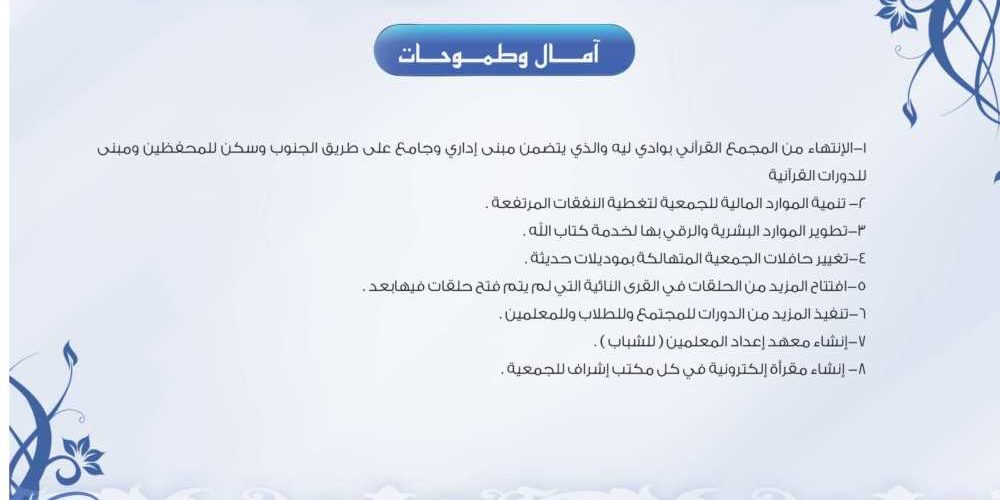 آمــال وطمــوحــات
١-الإنتهاء من المجمع القرآني بوادي ليه والذي يتضمن مبنى إداري وجامع على طريق الجنوب وسكن للمحفظين ومبنى
للدورات القرآنية
٢- تنمية الموارد المالية للجمعية لتغطية النفقات المرتفعة .
٣-تطوير الموارد البشرية والرقي بها لخدمة كتاب الله .
٤-تغيير حافلات الجمعية المتهالكة بموديلات حديثة .
٥-افتتاح المزيد من الحلقات في القرى النائية التي لم يتم فتح حلقات فيهابعد .
٦-تنفيذ المزيد من الدورات للمجتمع وللطلاب وللمعلمين .
٧-إنشاء معهد إعداد المعلمين ( للشباب ) .
٨- إنشاء مقرأة إلكترونية في كل مكتب إشراف للجمعية .